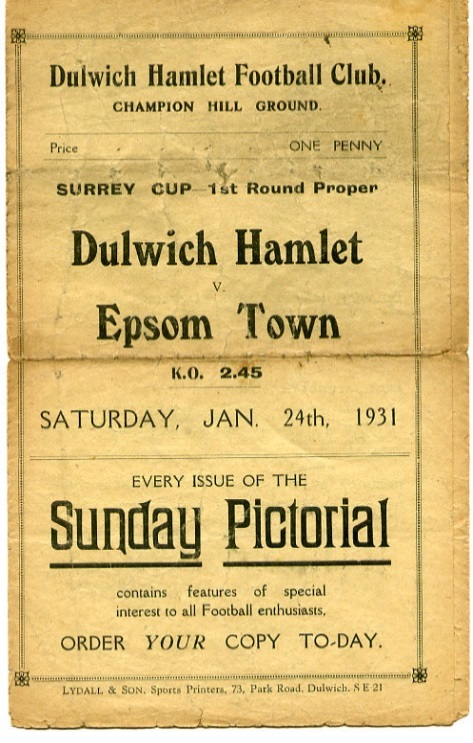 Dulwich Hamlet Football Club.
CHAMPION HILL GROUND.
Price ONE PENNY
SURREY CUP 1st Round Proper
Dulwich Hamlet
v.
Epsom Town
K.O. 2.45
SATURDAY, JAN. 24th, 1931
EVERY ISSUE OF THE
Sunday Pictorial
contains features of special
interest to all Football enthusiasts,
ORDER YOUR COPY TO-DAY.
LYDALL & SON. Sports Printers, 73, Park Road, Dulwich. S E 21